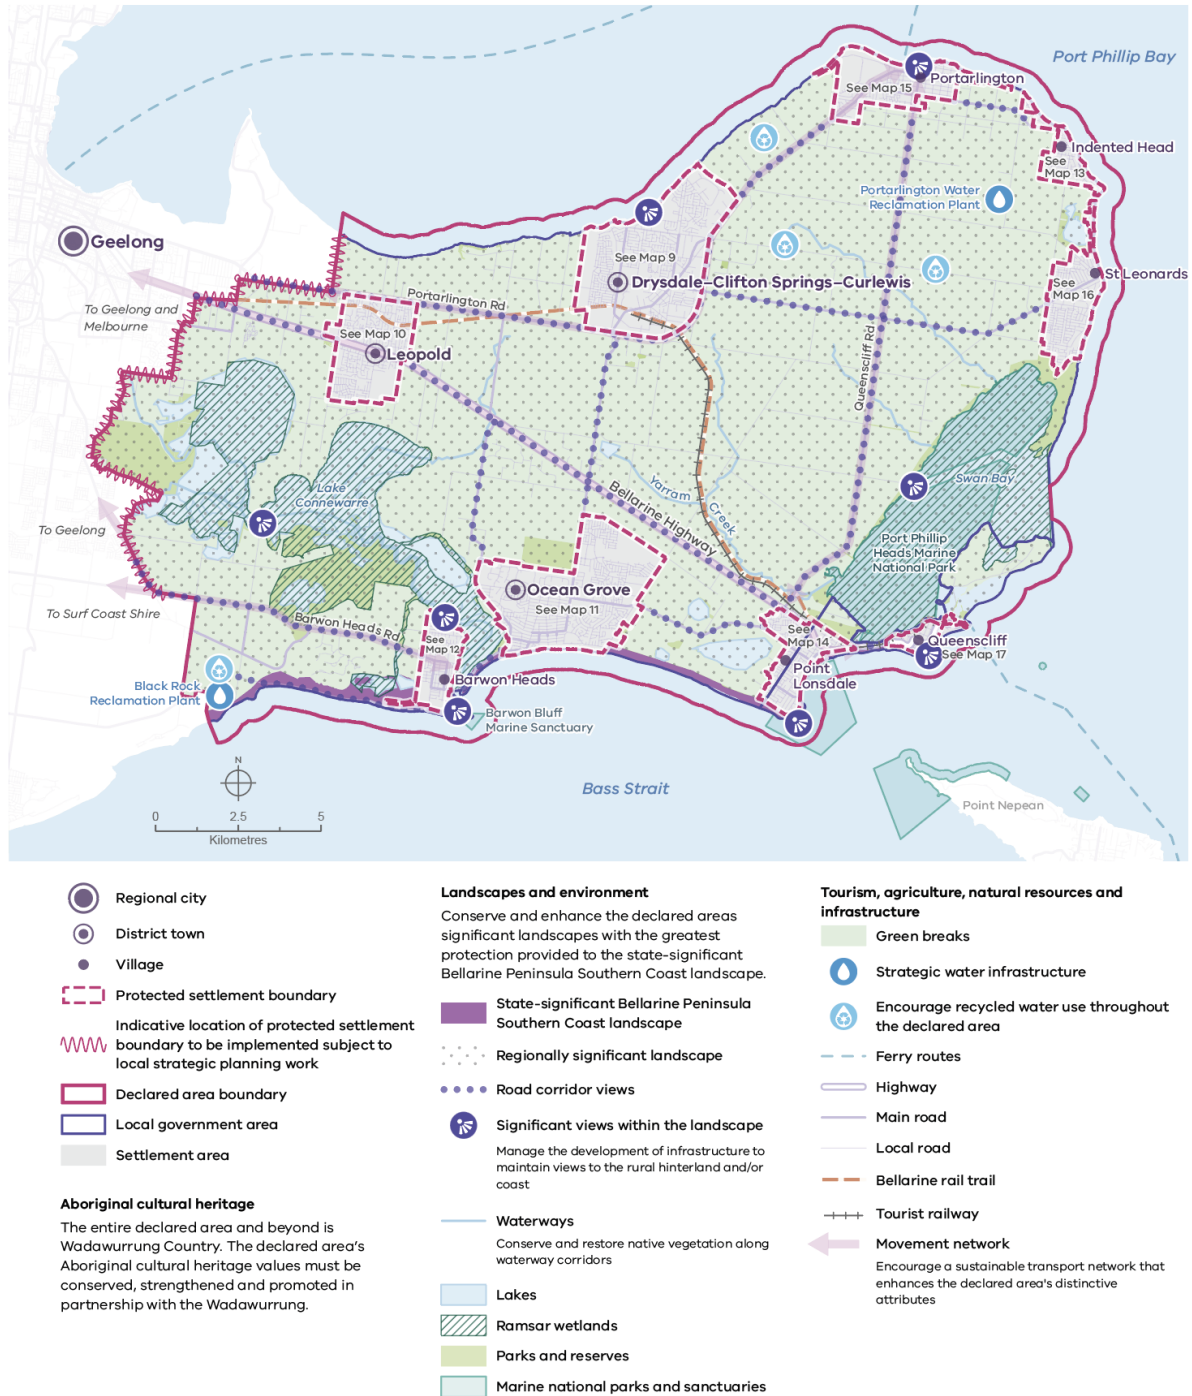 Port Phillip Bay
Portarlington
See Map 15
Indented Head
See
Map 13
Portarlington Water
Reclamation Plant
Geelong
See Map 9
Drysdale–Clifton Springs–Curlewis
St Leonards
See
Map 16
To Geelong and
Melbourne
Portarlington Rd
See Map 10
Leopold
Queenscliff Rd
Lake
Connewarre
Yarram
Creek
Bellarine Highway
Swan Bay
To Geelong
Port Phillip
Heads Marine
National Park
Ocean Grove
See Map 11
To Surf Coast Shire
Barwon Heads Rd
See
Map 12
See
Map 14
Queenscliff
See Map 17
Point
Lonsdale
Black Rock
Reclamation Plant
Barwon Heads
Barwon Bluff
Marine Sanctuary
N
Bass Strait
Point Nepean
0 2.5 5
Kilometres
Regional city
District town
Village
Protected settlement boundary
Indicative location of protected settlement
boundary to be implemented subject to
local strategic planning work
Declared area boundary
Local government area
Settlement area
Aboriginal cultural heritage
The entire declared area and beyond is
Wadawurrung Country. The declared area's
Aboriginal cultural heritage values must be
conserved, strengthened and promoted in
partnership with the Wadawurrung.
Landscapes and environment
Conserve and enhance the declared areas
significant landscapes with the greatest
protection provided to the state-significant
Bellarine Peninsula Southern Coast landscape.
State-significant Bellarine Peninsula
Southern Coast landscape
Regionally significant landscape
Road corridor views
Significant views within the landscape
Manage the development of infrastructure to
maintain views to the rural hinterland and/or
coast
Waterways
Conserve and restore native vegetation along
waterway corridors
Lakes
Ramsar wetlands
Parks and reserves
Marine national parks and sanctuaries
Tourism, agriculture, natural resources and
infrastructure
Green breaks
Strategic water infrastructure
Encourage recycled water use throughout
the declared area
Ferry routes
Highway
Main road
Local road
Bellarine rail trail
Tourist railway
Movement network
Encourage a sustainable transport network that
enhances the declared area's distinctive
attributes